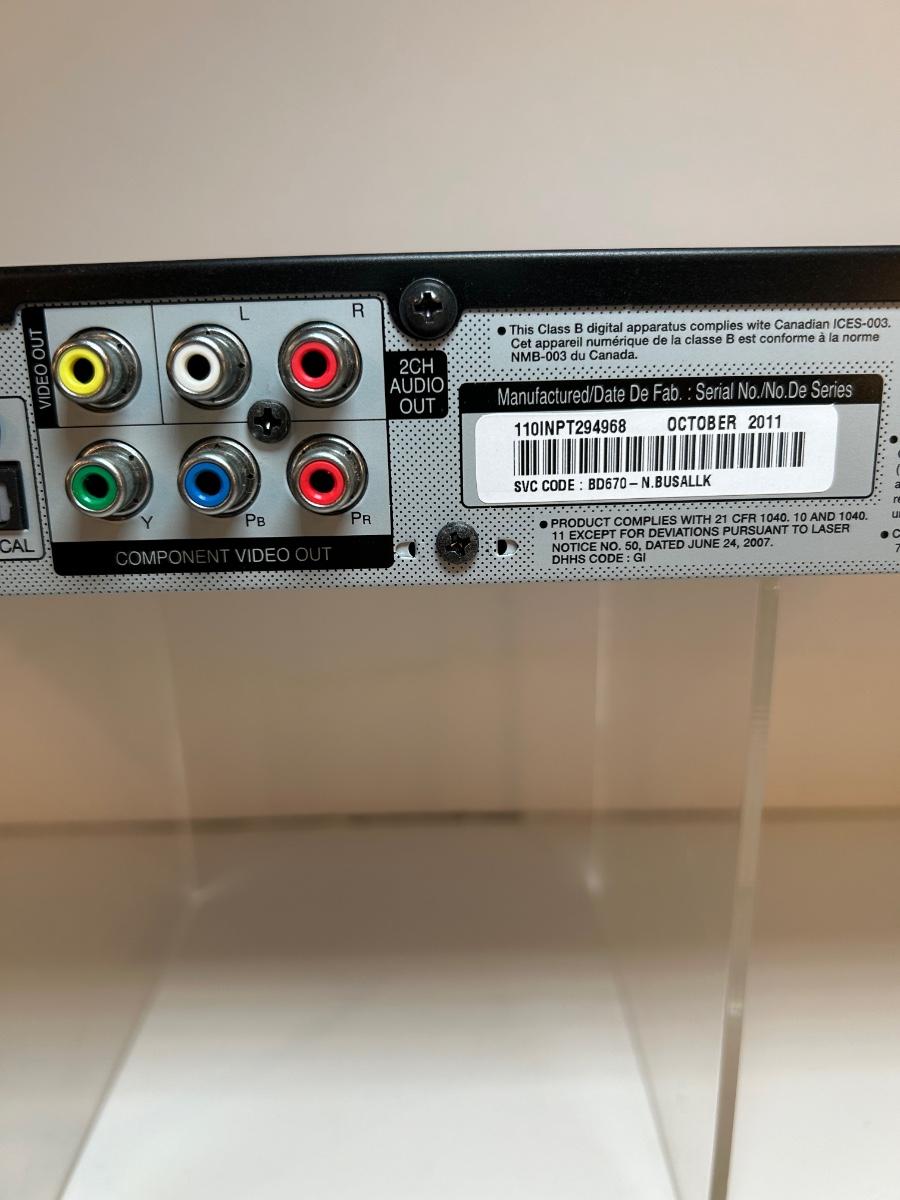 VIDEO OUT
L
R
2CH
AUDIO
OUT
Y
PB
PR
COMPONENT VIDEO OUT
CAL
● This Class B digital apparatus complies wite Canadian ICES-003.
Cet appareil numérique de la classe B est conforme à la norme
NMB-003 du Canada.
Manufactured/Date De Fab. : Serial No./No.De Series
110INPT294968 OCTOBER 2011
SVC CODE : BD670-N.BUSALLK
● PRODUCT COMPLIES WITH 21 CFR 1040. 10 AND 1040.
11 EXCEPT FOR DEVIATIONS PURSUANT TO LASER
NOTICE NO. 50, DATED JUNE 24, 2007.
DHHS CODE : GI